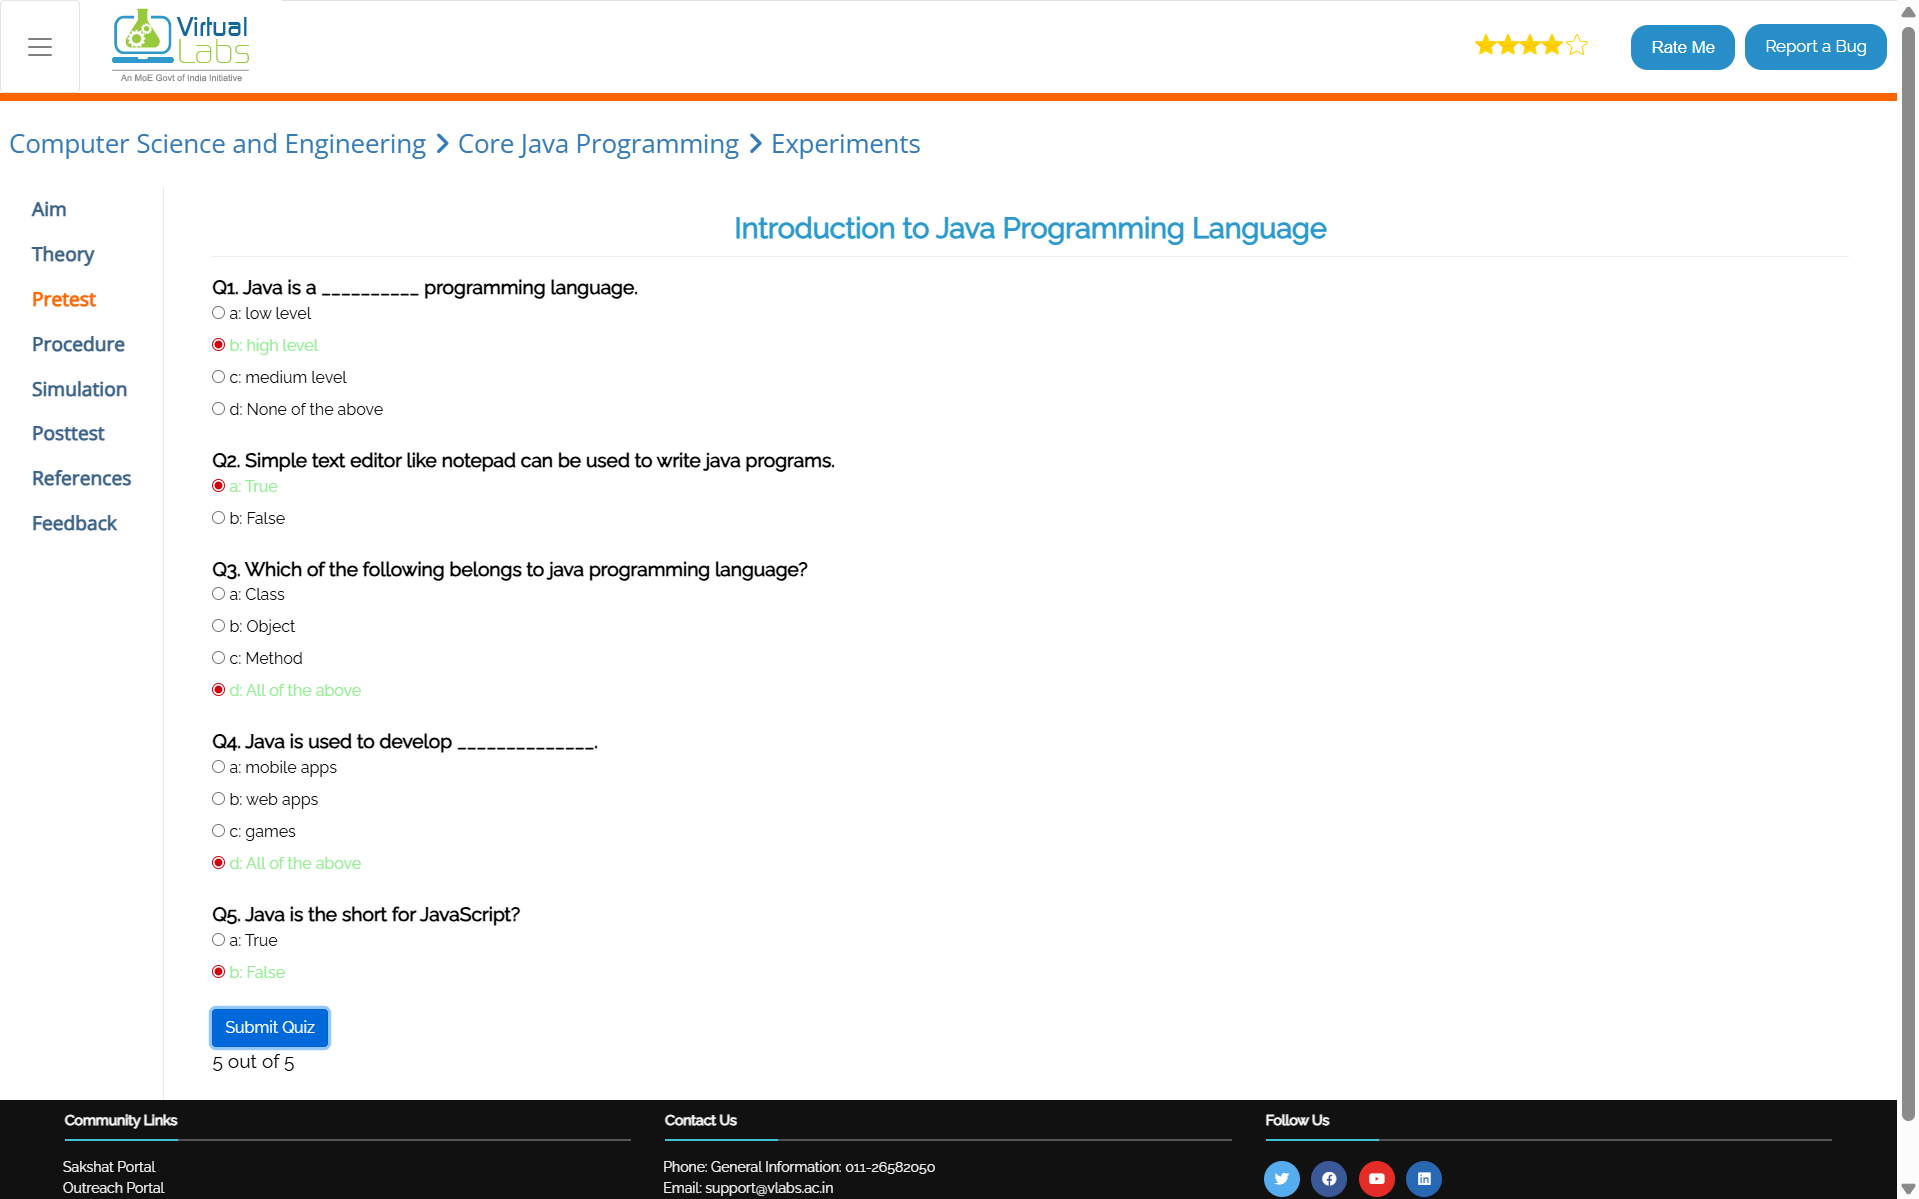 Virtual
Labs
An MoE Govt of India Initiative
Rate Me
Report a Bug
Computer Science and Engineering > Core Java Programming > Experiments
Aim
Theory
Pretest
Procedure
Simulation
Posttest
References
Feedback
Introduction to Java Programming Language
Q1. Java is a __________ programming language.
a: low level
b: high level
c: medium level
d: None of the above
Q2. Simple text editor like notepad can be used to write java programs.
a: True
b: False
Q3. Which of the following belongs to java programming language?
a: Class
b: Object
c: Method
d: All of the above
Q4. Java is used to develop ______________.
a: mobile apps
b: web apps
c: games
d: All of the above
Q5. Java is the short for JavaScript?
a: True
b: False
Submit Quiz
5 out of 5
Community Links
Sakshat Portal
Outreach Portal
Contact Us
Phone: General Information: 011-26582050
Email: support@vlabs.ac.in
Follow Us